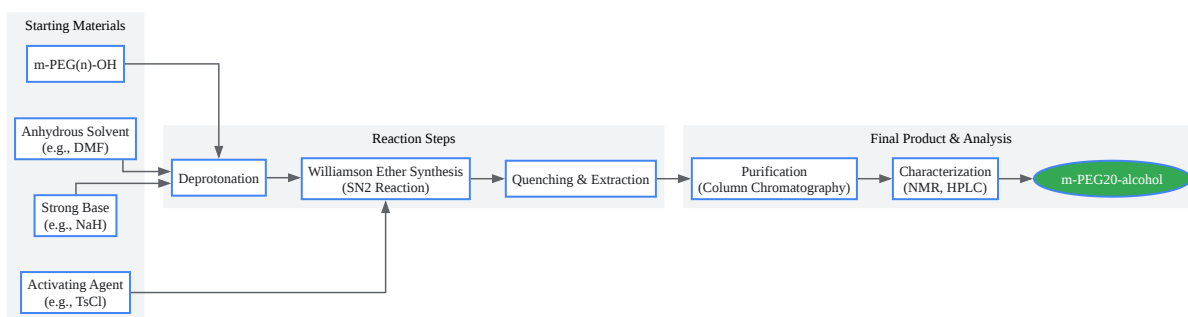 Starting Materials
m-PEG(n)-OH
Anhydrous Solvent
(e.g., DMF)
Strong Base
(e.g., NaH)
Activating Agent
(e.g., TsCl)
Reaction Steps
Deprotonation
Williamson Ether Synthesis
(SN2 Reaction)
Quenching & Extraction
Final Product & Analysis
Purification
(Column Chromatography)
Characterization
(NMR, HPLC)
m-PEG20-alcohol